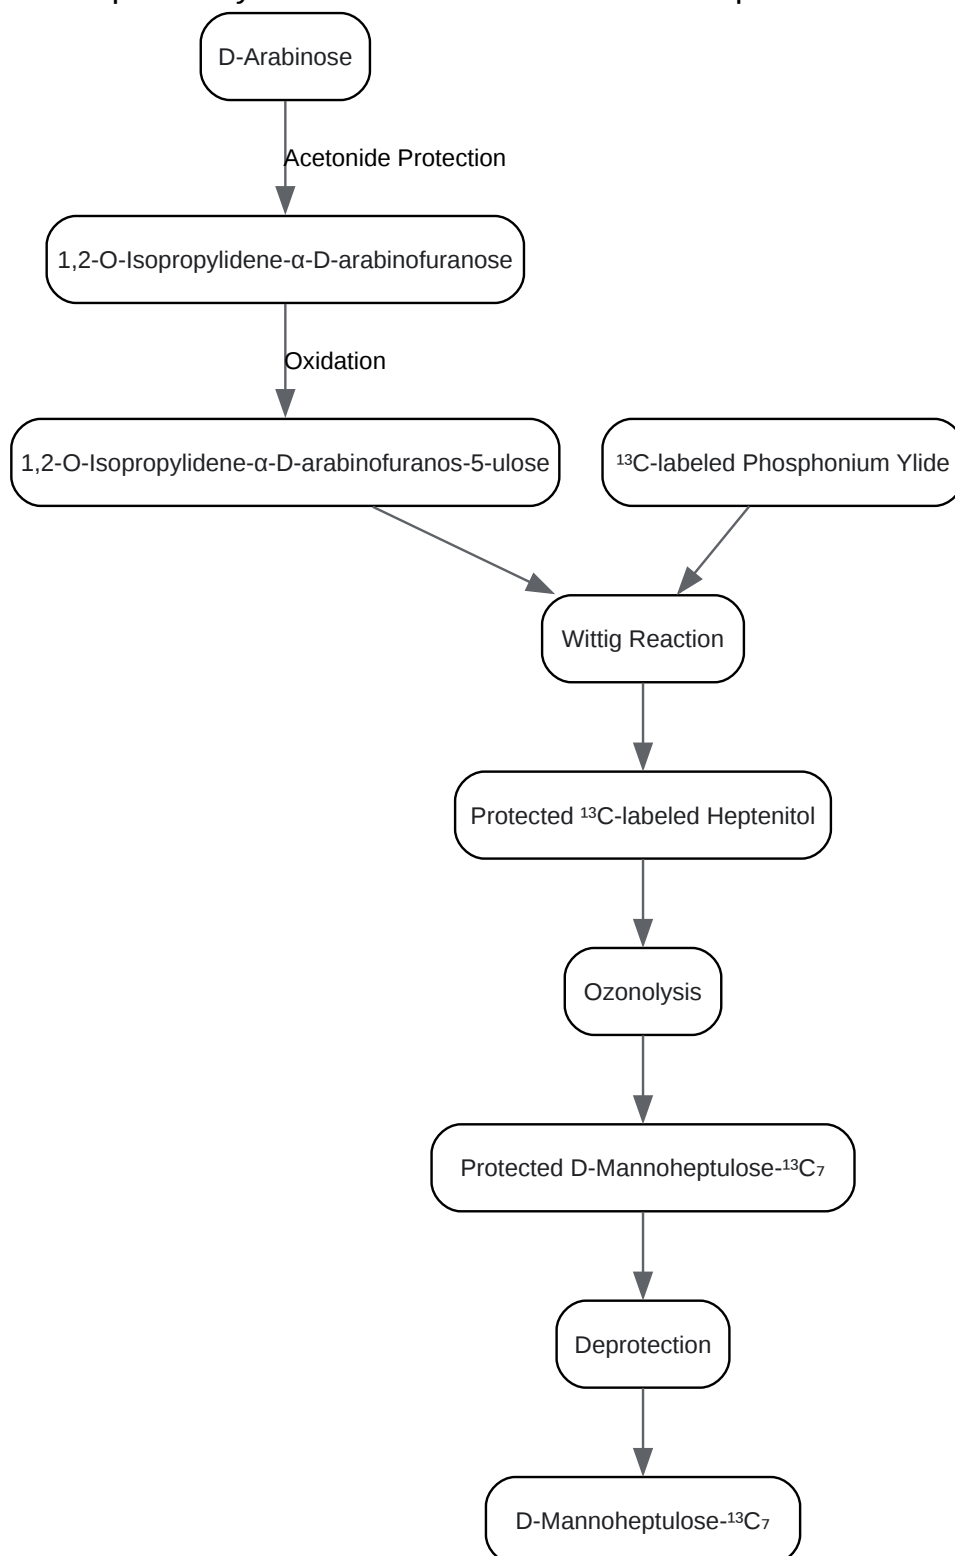 D-Arabinose
Acetonide Protection
1,2-O-Isopropylidene-α-D-arabinofuranose
Oxidation
1,2-O-Isopropylidene-α-D-arabinofuranos-5-ulose
¹³C-labeled Phosphonium Ylide
Wittig Reaction
Protected ¹³C-labeled Heptenitol
Ozonolysis
Protected D-Mannoheptulose-¹³C₇
Deprotection
D-Mannoheptulose-¹³C₇